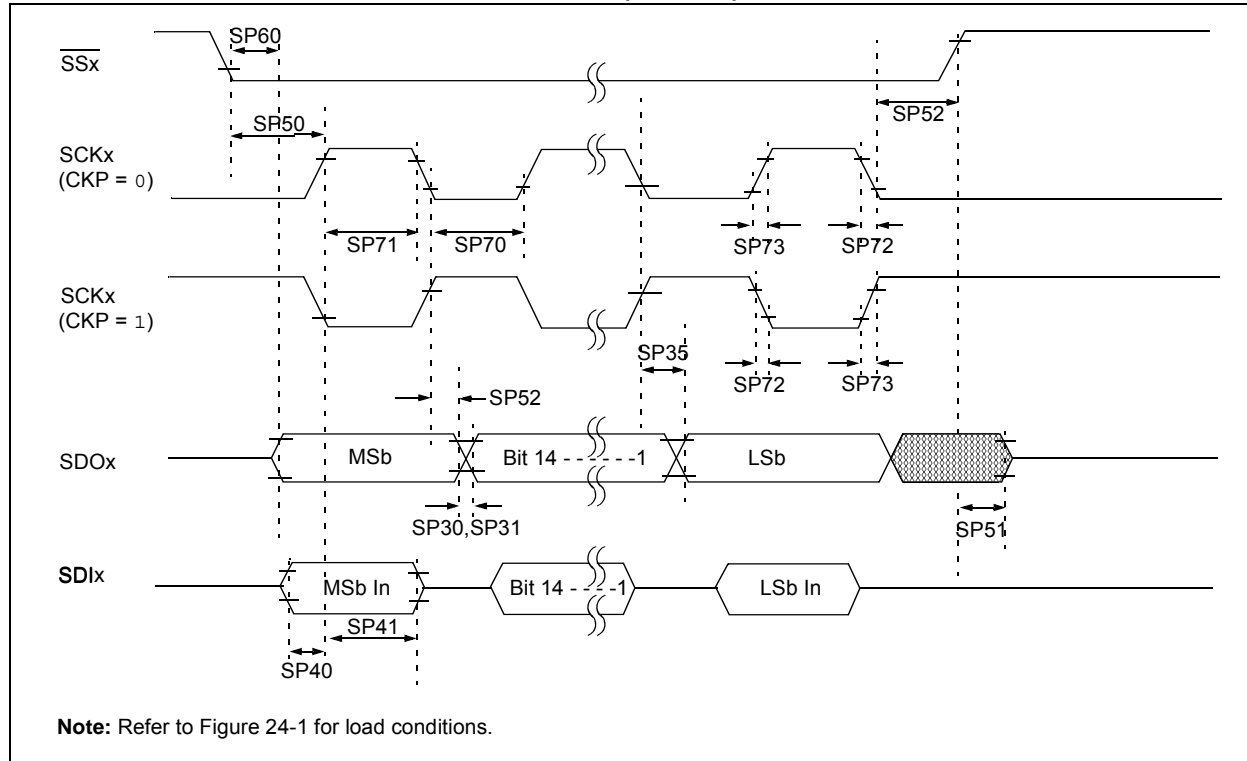 SP60
SSx
SP52
SP50
SCKx
(CKP = 0)
SP71
SP70
SP73
SP72
SCKx
(CKP = 1)
SP35
SP72
SP73
SP52
SDOx
MSb
Bit 14 - - - - - -1
LSb
SP30,SP31
SP51
SDIx
MSb In
Bit 14 - - - -1
LSb In
SP41
SP40
Note: Refer to Figure 24-1 for load conditions.